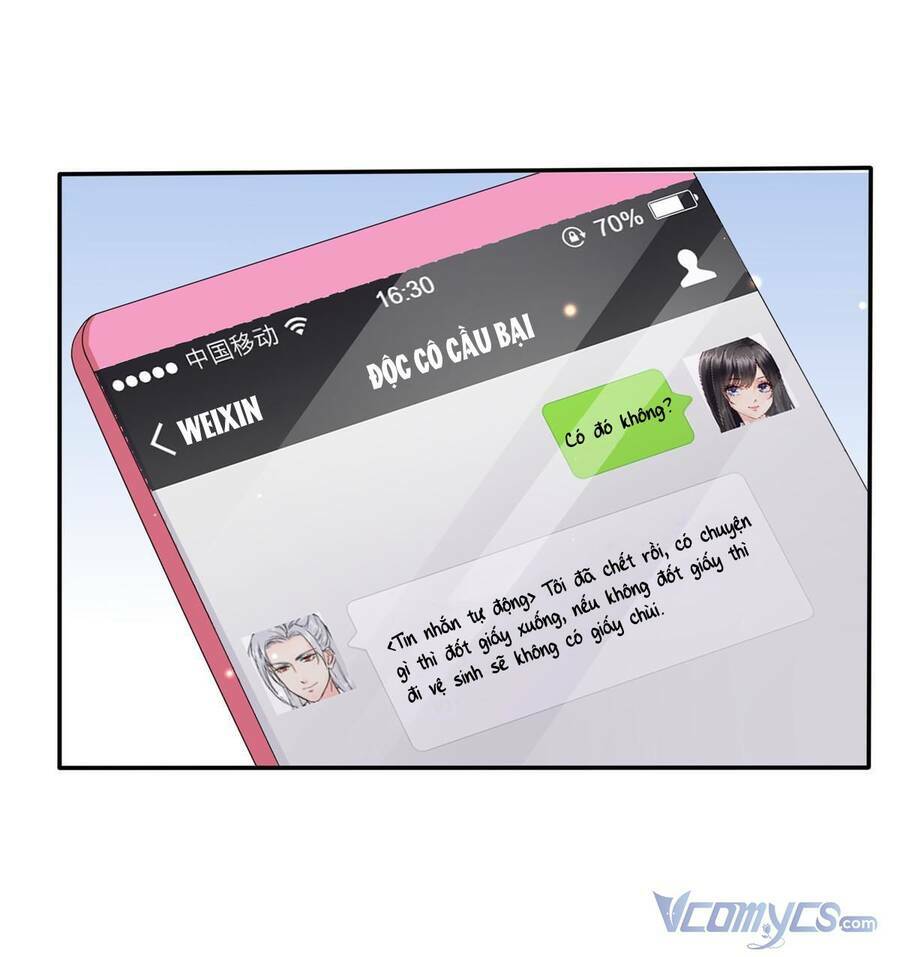 中国移动 16:30 70%
< WEIXIN ĐỘC CÔ CẦU BẠI
Có đó không?
<Tin nhắn tự động> Tôi đã chết rồi, có chuyện
gì thì đốt giấy xuống, nếu không đốt giấy thì
đi vệ sinh sẽ không có giấy chùi.
Vcomycs.com